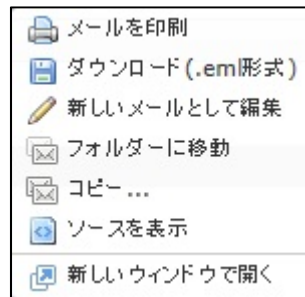 メールを印刷
ダウンロード(.eml形式)
新しいメールとして編集
フォルダーに移動
コピー...
ソースを表示
新しいウィンドウで開く